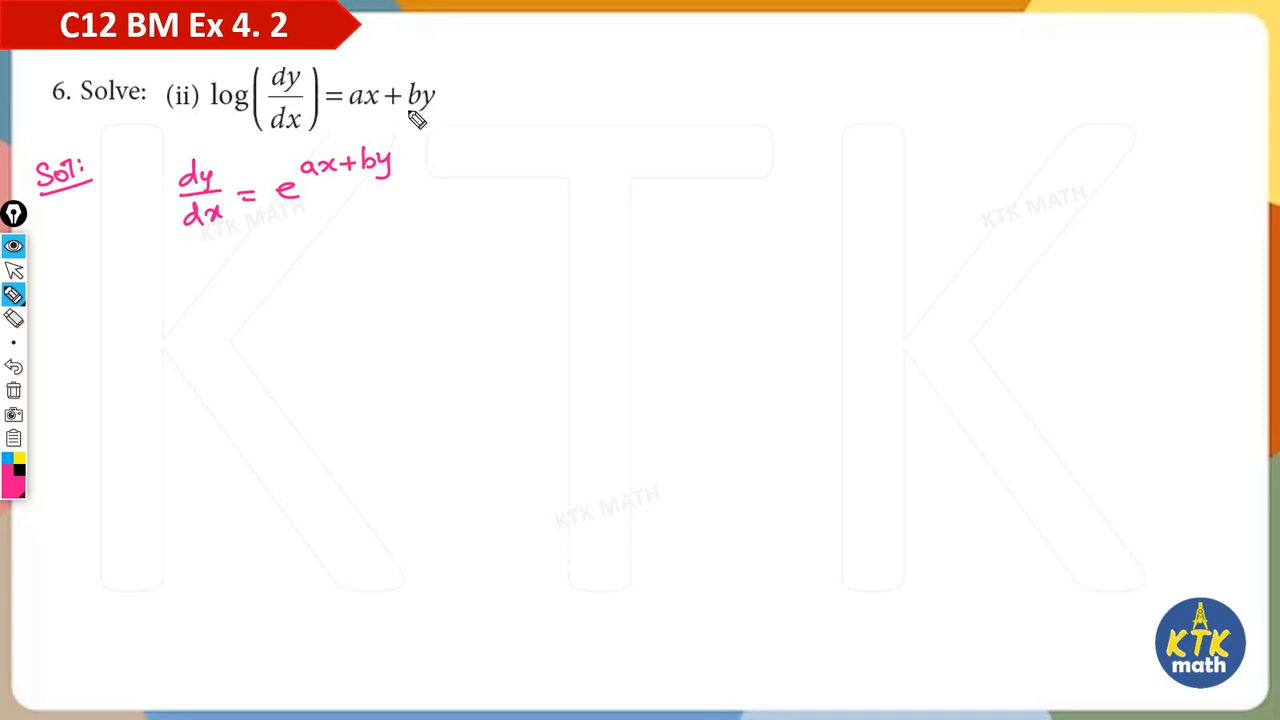 C12 BM Ex 4. 2
6. Solve: (ii) log(dy/dx) = ax + by
Sol:
dy/dx = e^(ax+by)
KTK MATH
KTK MATH
KTK MATH
K T K
KTK
math